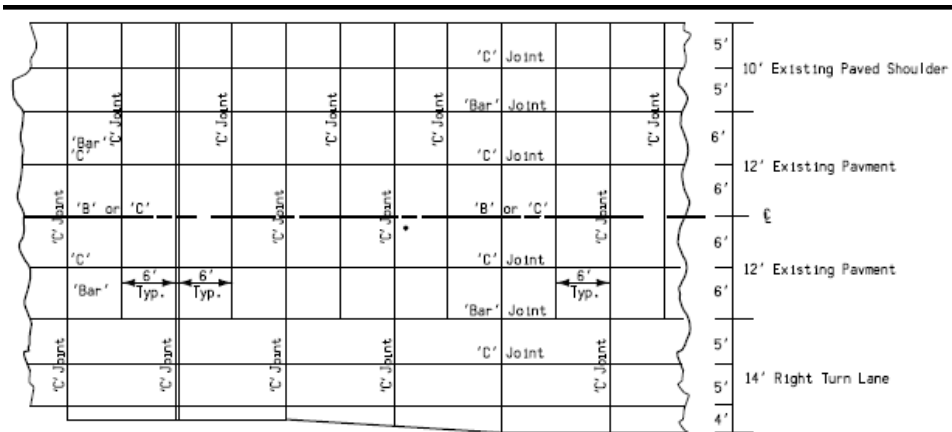 'C' Joint
5'
10' Existing Paved Shoulder
5'
'C' Joint
'C' Joint
'C' Joint
'C' Joint
'Bar' Joint
'C' Joint
6'
'Bar'
'C'
'C' Joint
12' Existing Pavment
6'
'C' Joint
'B' or 'C'
'C' Joint
'C' Joint
'B' or 'C'
'C' Joint
℄
6'
'C'
'C' Joint
12' Existing Pavment
6'
6'
6'
6'
'Bar'
Typ.
Typ.
Typ.
'Bar' Joint
5'
'C' Joint
'C' Joint
'C' Joint
'C' Joint
'C' Joint
'C' Joint
14' Right Turn Lane
5'
4'